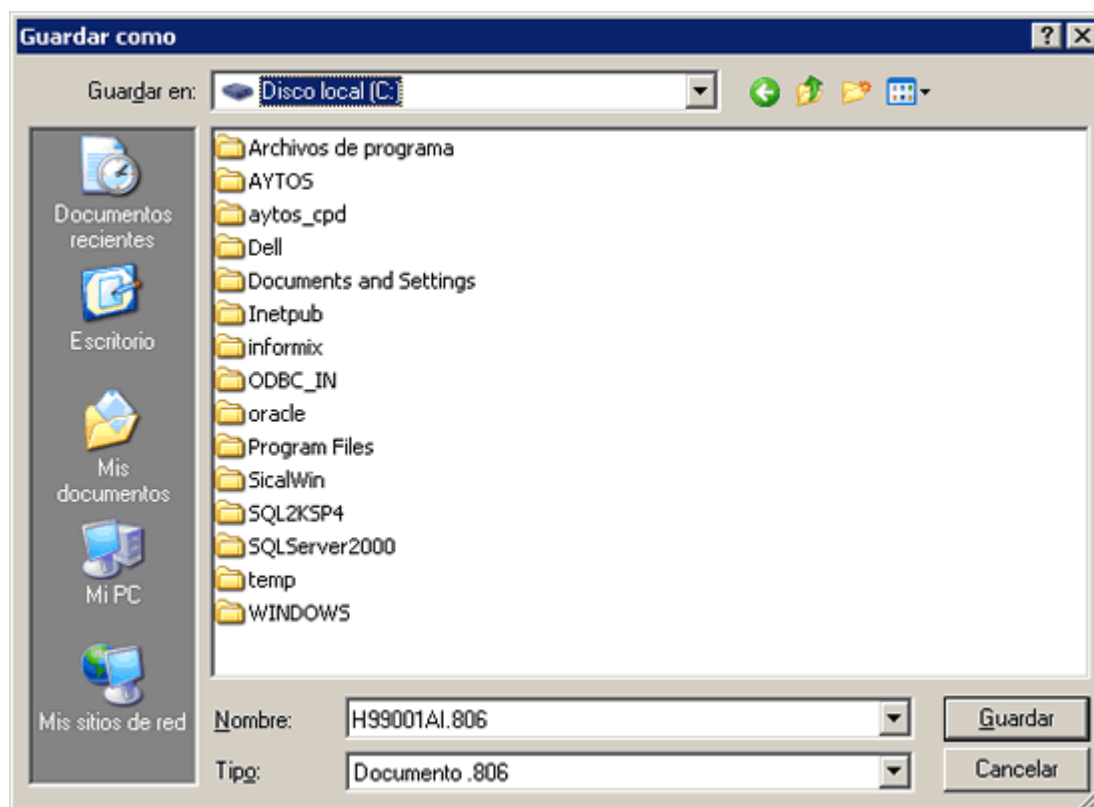 Guardar como
Guardar en:
Disco local (C:)
Documentos
recientes
Escritorio
Mis
documentos
Mi PC
Mis sitios de red
Archivos de programa
AYTOS
aytos_cpd
Dell
Documents and Settings
Inetpub
informix
ODBC_IN
oracle
Program Files
SicalWin
SQL2KSP4
SQLServer2000
temp
WINDOWS
Nombre:
H99001AI.806
Guardar
Tipo:
Documento .806
Cancelar